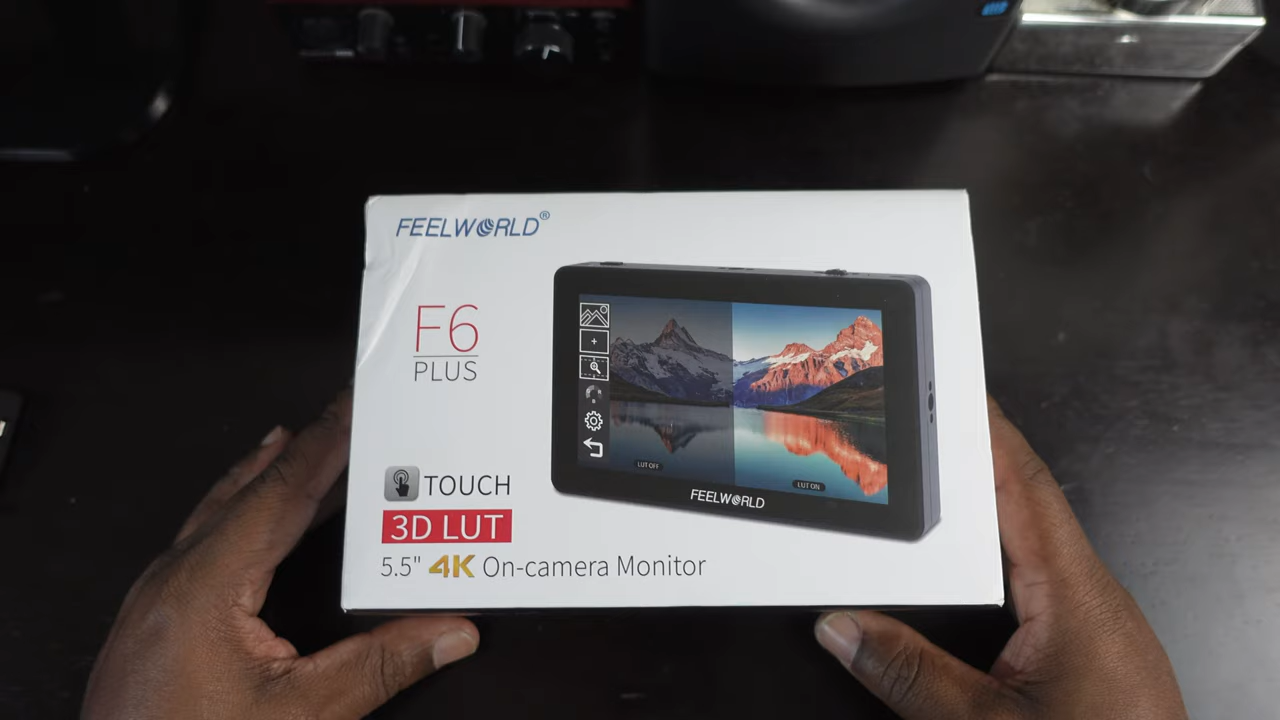 FEELWORLD®
F6
PLUS
TOUCH
3D LUT
5.5" 4K On-camera Monitor
LUT OFF
LUT ON
FEELWORLD